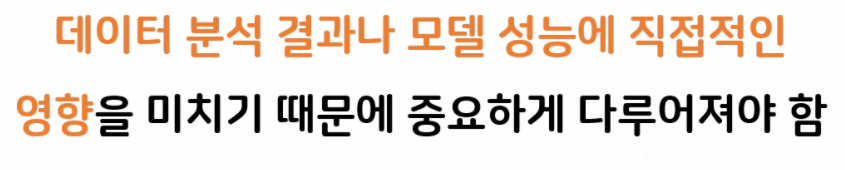 데이터 분석 결과나 모델 성능에 직접적인
영향을 미치기 때문에 중요하게 다루어져야 함